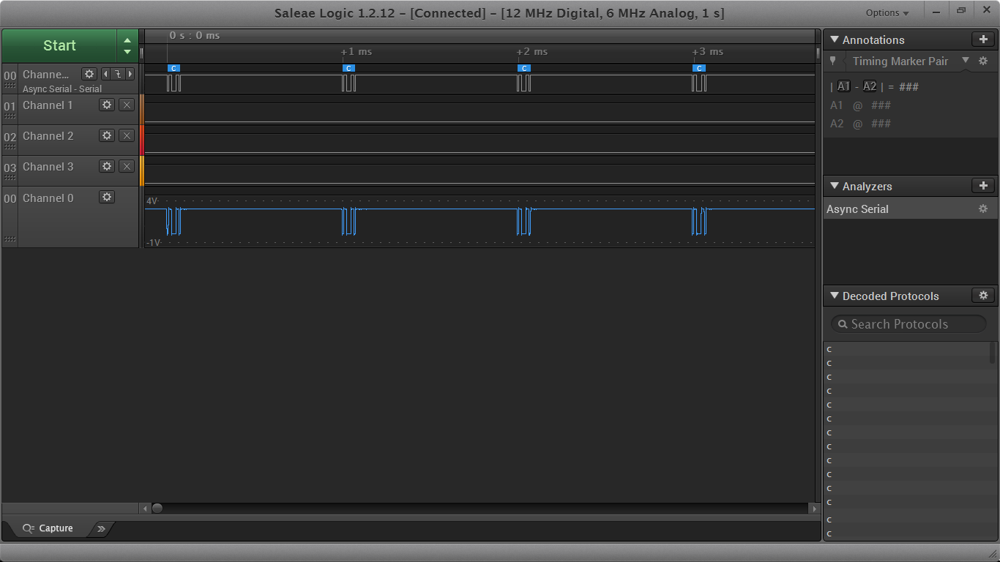 Saleae Logic 1.2.12 – [Connected] – [12 MHz Digital, 6 MHz Analog, 1 s]
Options
Start
0 s : 0 ms
+1 ms
+2 ms
+3 ms
00
Channe...
Async Serial - Serial
C
C
C
C
01
Channel 1
02
Channel 2
03
Channel 3
00
Channel 0
4V
-1V
Capture
Annotations
Timing Marker Pair
| A1 - A2 | = ###
A1 @ ###
A2 @ ###
Analyzers
Async Serial
Decoded Protocols
Search Protocols
C
C
C
C
C
C
C
C
C
C
C
C
C
C